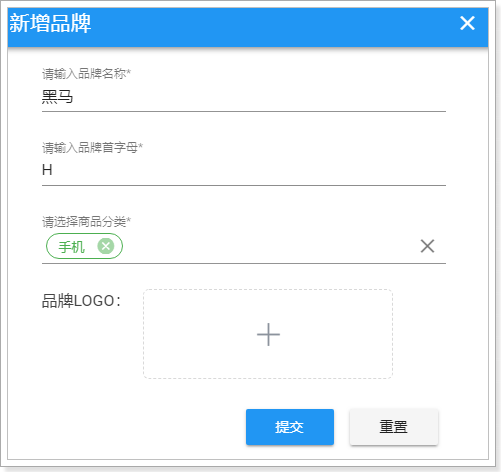 新增品牌
请输入品牌名称*
黑马
请输入品牌首字母*
H
请选择商品分类*
手机
品牌LOGO：
提交 重置